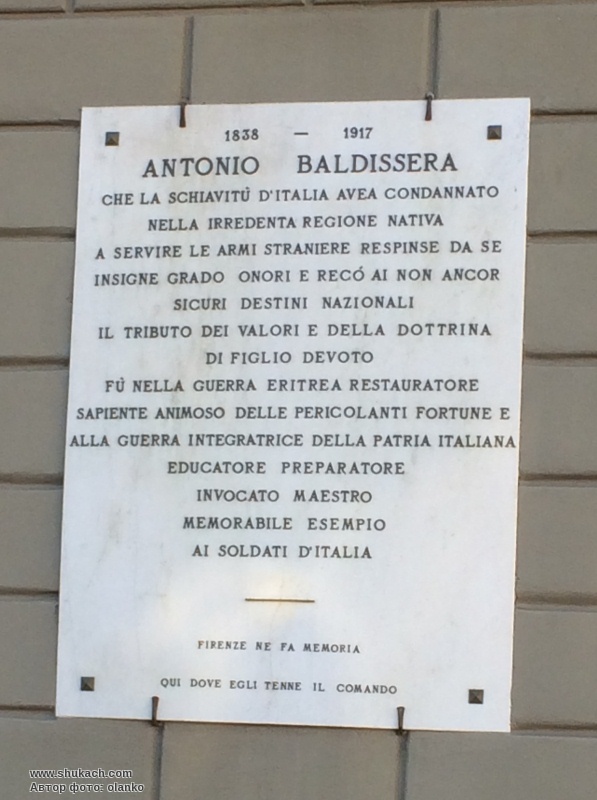 1838 — 1917
ANTONIO BALDISSERA
CHE LA SCHIAVITÙ D'ITALIA AVEA CONDANNATO
NELLA IRREDENTA REGIONE NATIVA
A SERVIRE LE ARMI STRANIERE RESPINSE DA SE
INSIGNE GRADO ONORI E RECÓ AI NON ANCOR
SICURI DESTINI NAZIONALI
IL TRIBUTO DEI VALORI E DELLA DOTTRINA
DI FIGLIO DEVOTO
FÙ NELLA GUERRA ERITREA RESTAURATORE
SAPIENTE ANIMOSO DELLE PERICOLANTI FORTUNE E
ALLA GUERRA INTEGRATRICE DELLA PATRIA ITALIANA
EDUCATORE PREPARATORE
INVOCATO MAESTRO
MEMORABILE ESEMPIO
AI SOLDATI D'ITALIA
FIRENZE NE FA MEMORIA
QUI DOVE EGLI TENNE IL COMANDO
www.shukach.com
Автор фото: olanko